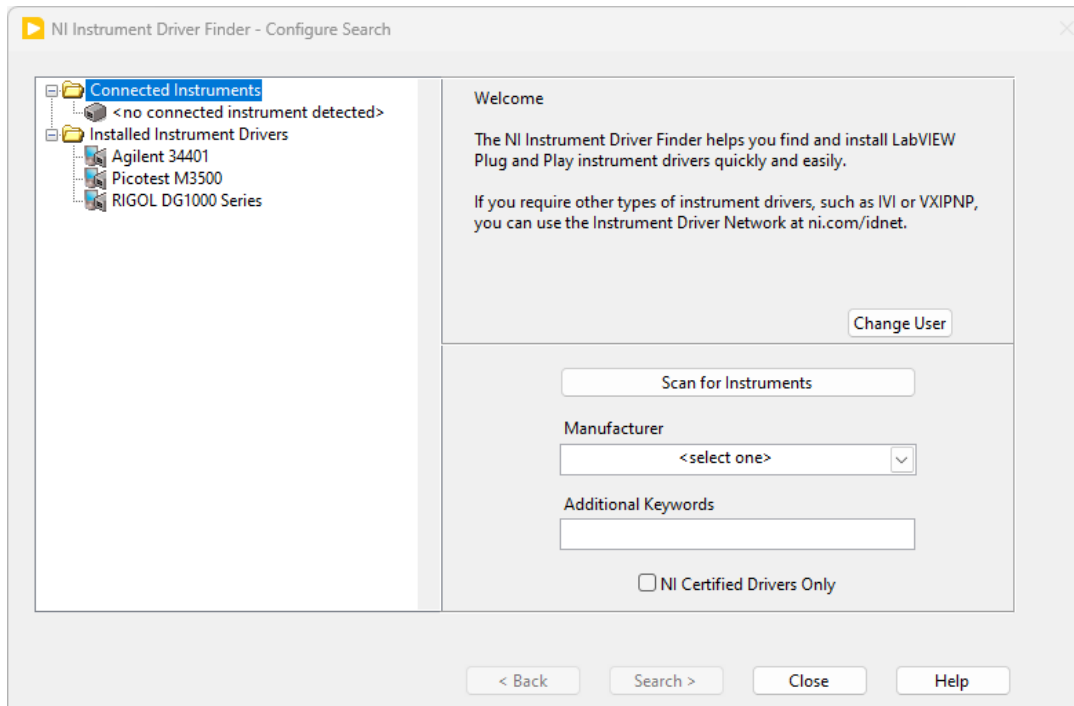 NI Instrument Driver Finder - Configure Search
Connected Instruments
<no connected instrument detected>
Installed Instrument Drivers
Agilent 34401
Picotest M3500
RIGOL DG1000 Series
Welcome
The NI Instrument Driver Finder helps you find and install LabVIEW
Plug and Play instrument drivers quickly and easily.
If you require other types of instrument drivers, such as IVI or VXIPNP,
you can use the Instrument Driver Network at ni.com/idnet.
Change User
Scan for Instruments
Manufacturer
<select one>
Additional Keywords
NI Certified Drivers Only
< Back
Search >
Close
Help